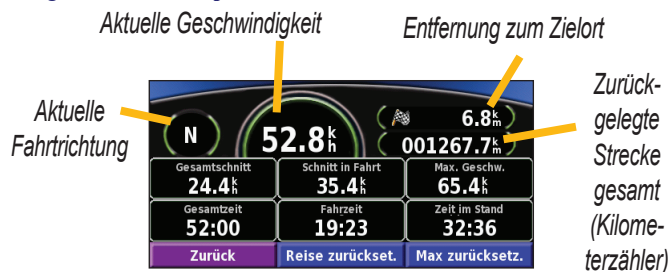 Aktuelle Geschwindigkeit
Entfernung zum Zielort
Aktuelle
Fahrtrichtung
Zurück-
gelegte
Strecke
gesamt
(Kilome-
terzähler)
N
52.8 k/h
6.8 k/m
001267.7 k/m
Gesamtschnitt
24.4 k/h
Schnitt in Fahrt
35.4 k/h
Max. Geschw.
65.4 k/h
Gesamtzeit
52:00
Fahrzeit
19:23
Zeit im Stand
32:36
Zurück
Reise zurückset.
Max zurücksetz.